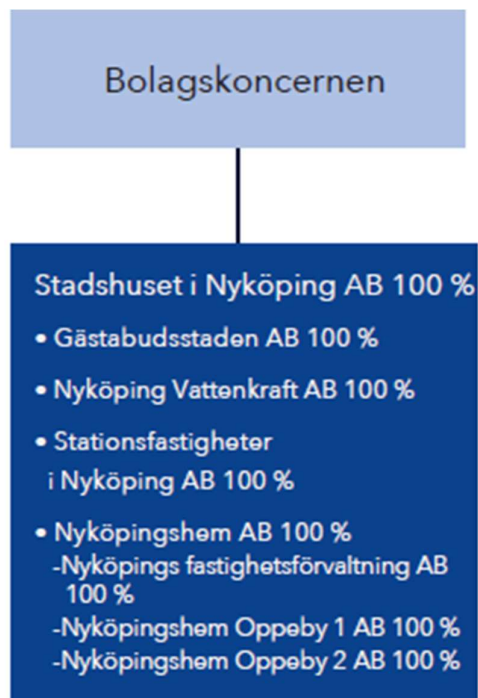 Bolagskoncernen
Stadshuset i Nyköping AB 100 %
• Gästabudsstaden AB 100 %
• Nyköping Vattenkraft AB 100 %
• Stationsfastigheter
i Nyköping AB 100 %
• Nyköpingshem AB 100 %
-Nyköpings fastighetsförvaltning AB
100 %
-Nyköpingshem Oppeby 1 AB 100 %
-Nyköpingshem Oppeby 2 AB 100 %